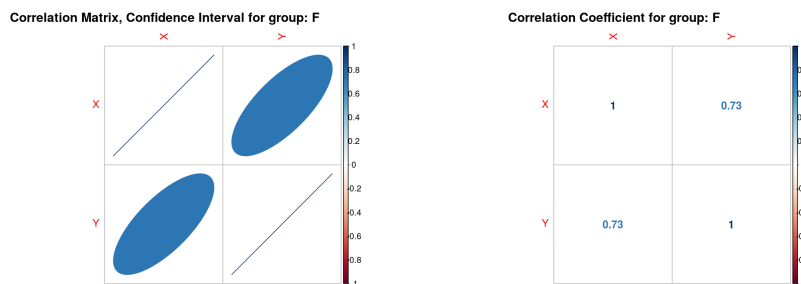 Correlation Matrix, Confidence Interval for group: F
X Y
1
0.8
0.6
0.4
0.2
0
-0.2
-0.4
-0.6
-0.8
X
Y
Correlation Coefficient for group: F
X Y
X 1 0.73
Y 0.73 1